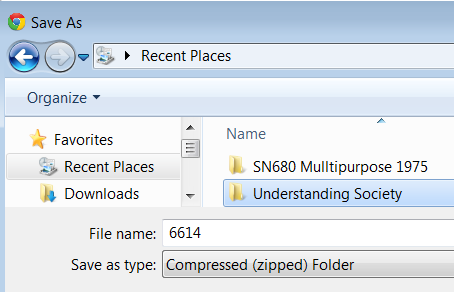 Save As
Recent Places
Organize
Favorites
Name
Recent Places
SN680 Mulltipurpose 1975
Downloads
Understanding Society
File name: 6614
Save as type: Compressed (zipped) Folder